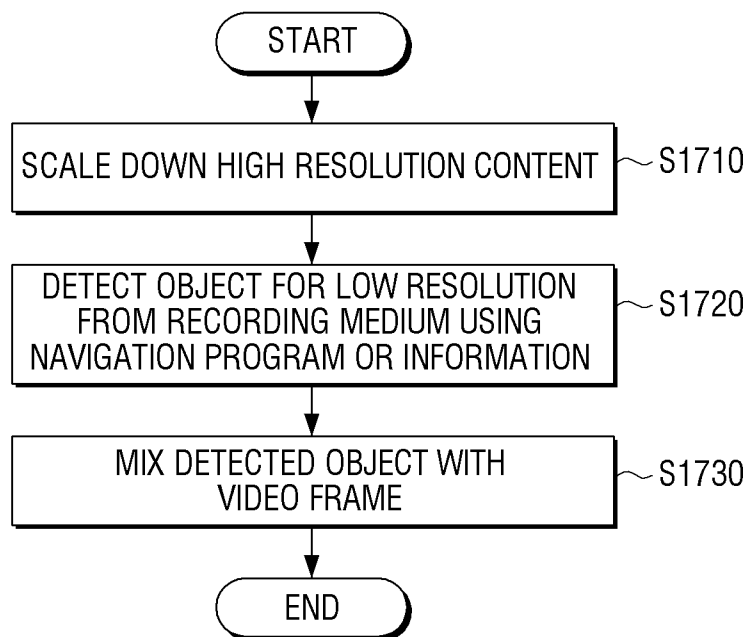 START
SCALE DOWN HIGH RESOLUTION CONTENT
S1710
DETECT OBJECT FOR LOW RESOLUTION
FROM RECORDING MEDIUM USING
NAVIGATION PROGRAM OR INFORMATION
S1720
MIX DETECTED OBJECT WITH
VIDEO FRAME
S1730
END